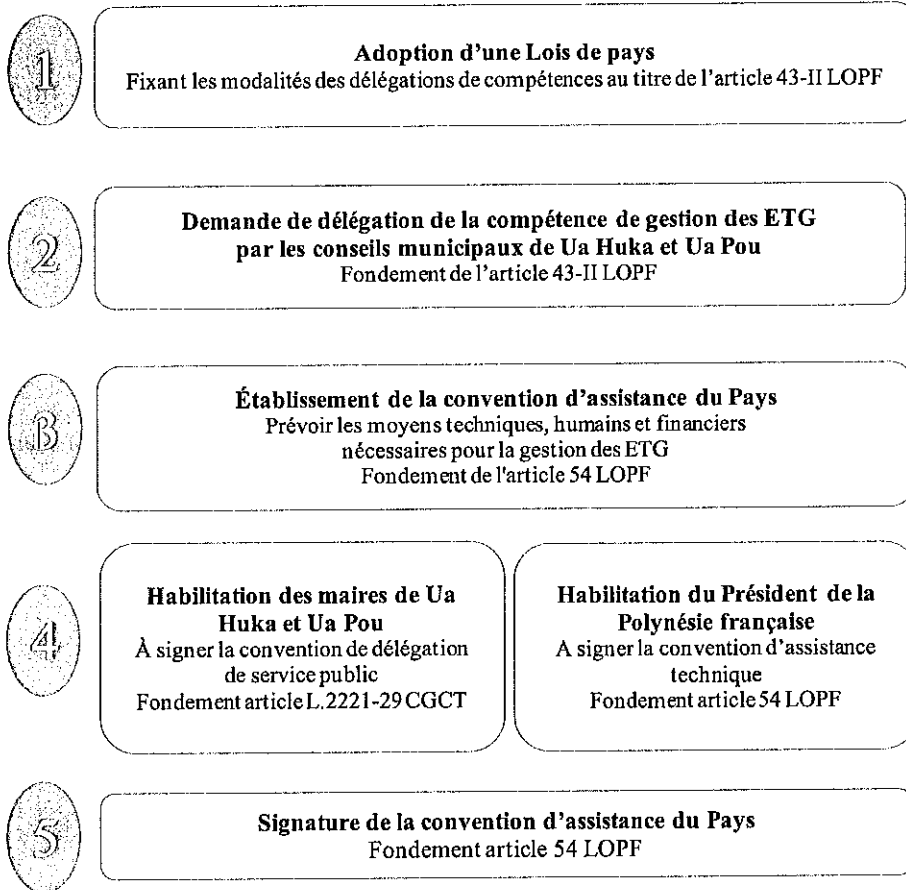 1
Adoption d'une Lois de pays
Fixant les modalités des délégations de compétences au titre de l'article 43-II LOPF
2
Demande de délégation de la compétence de gestion des ETG
par les conseils municipaux de Ua Huka et Ua Pou
Fondement de l'article 43-II LOPF
3
Établissement de la convention d'assistance du Pays
Prévoir les moyens techniques, humains et financiers
nécessaires pour la gestion des ETG
Fondement de l'article 54 LOPF
4
Habilitation des maires de Ua
Huka et Ua Pou
À signer la convention de délégation
de service public
Fondement article L.2221-29 CGCT
Habilitation du Président de la
Polynésie française
A signer la convention d'assistance
technique
Fondement article 54 LOPF
5
Signature de la convention d'assistance du Pays
Fondement article 54 LOPF